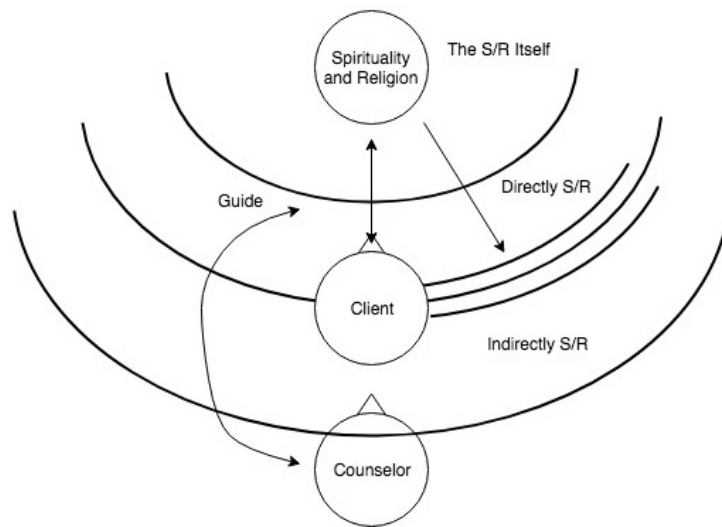 Spirituality
and Religion
The S/R Itself
Guide
Directly S/R
Client
Indirectly S/R
Counselor